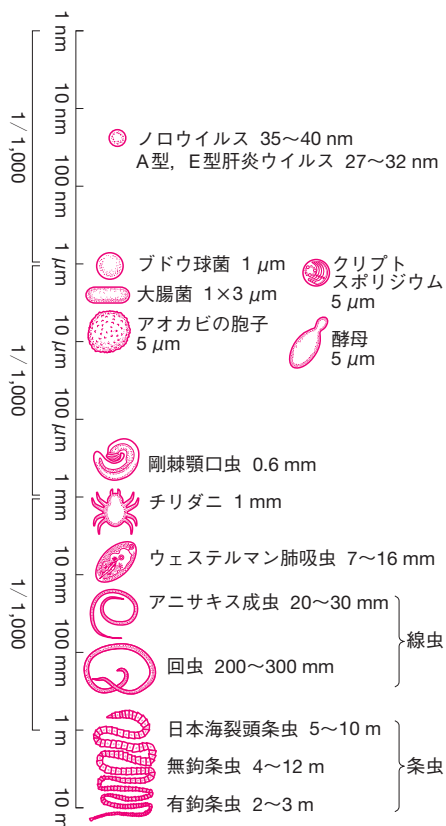 1 nm
10 nm
100 nm
1 µm
10 µm
100 µm
1 mm
10 mm
100 mm
1 m
10 m
1/1,000
1/1,000
1/1,000
ノロウイルス 35〜40 nm
A型，E型肝炎ウイルス 27〜32 nm
ブドウ球菌 1 µm
クリプト
スポリジウム
5 µm
大腸菌 1×3 µm
アオカビの胞子
5 µm
酵母
5 µm
剛棘顎口虫 0.6 mm
チリダニ 1 mm
ウェステルマン肺吸虫 7〜16 mm
アニサキス成虫 20〜30 mm
回虫 200〜300 mm
線虫
日本海裂頭条虫 5〜10 m
無鉤条虫 4〜12 m
有鉤条虫 2〜3 m
条虫